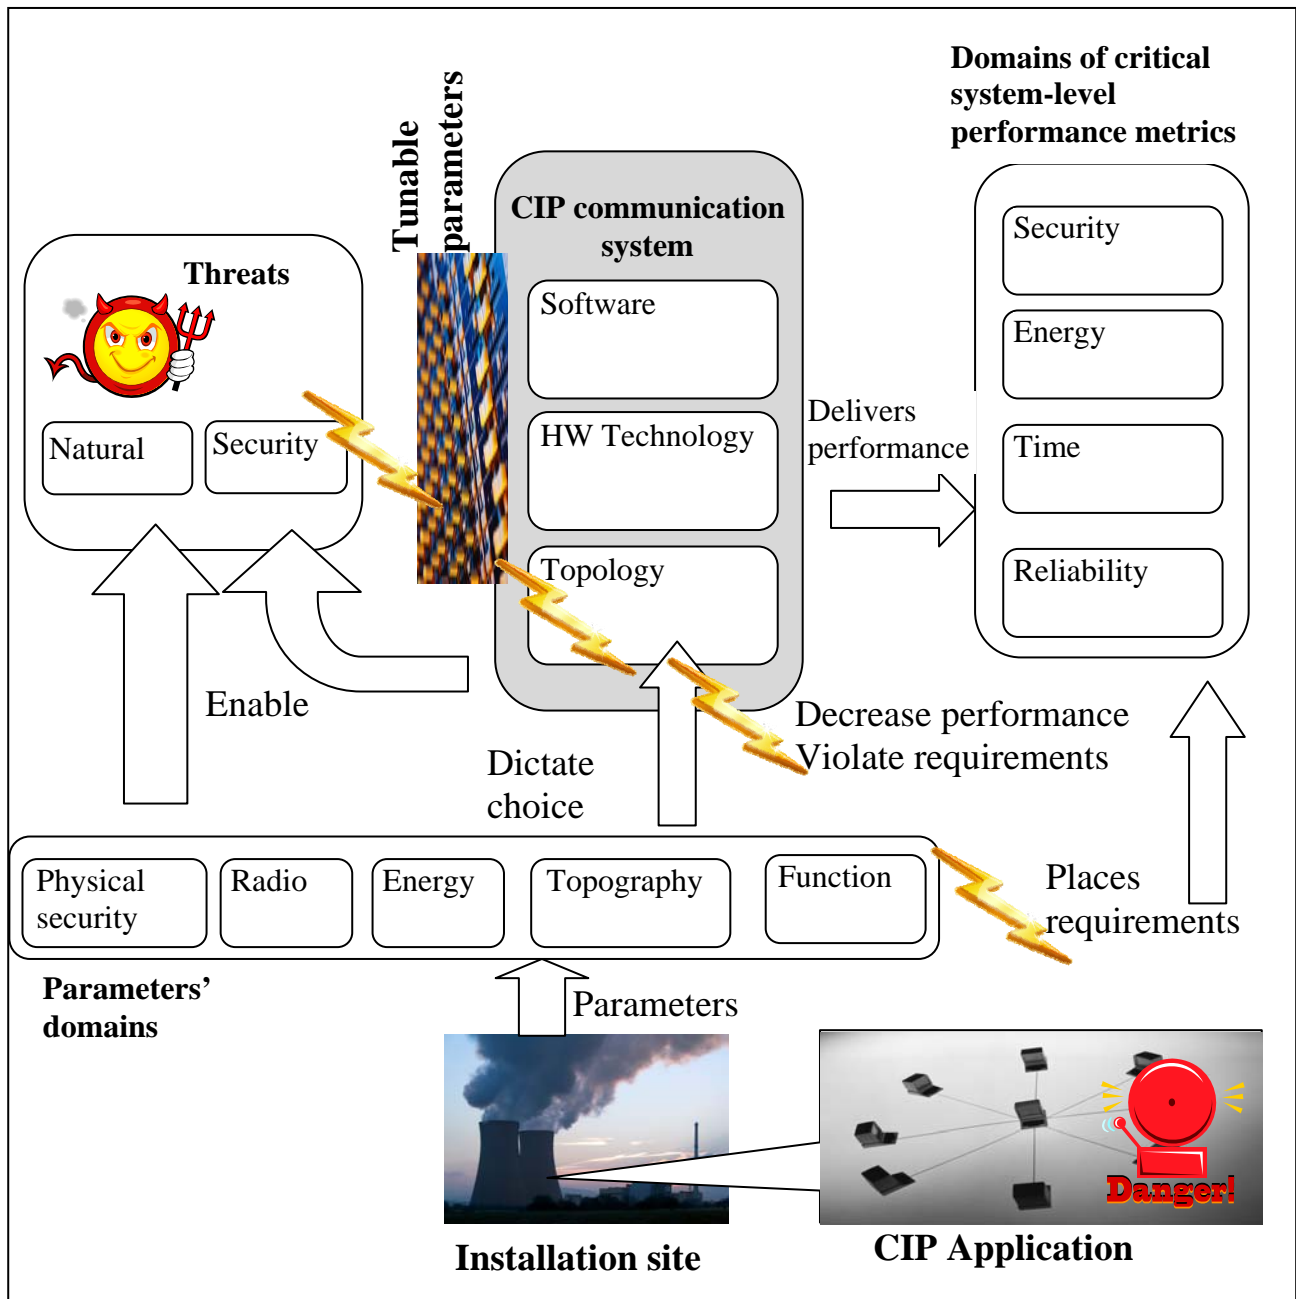 Domains of critical
system-level
performance metrics
Tunable
parameters
CIP communication
system
Security
Threats
Software
Energy
Delivers
performance
HW Technology
Time
Natural
Security
Topology
Reliability
Enable
Decrease performance
Violate requirements
Dictate
choice
Physical
security
Radio
Energy
Topography
Function
Places
requirements
Parameters’
domains
Parameters
Danger!
Installation site
CIP Application